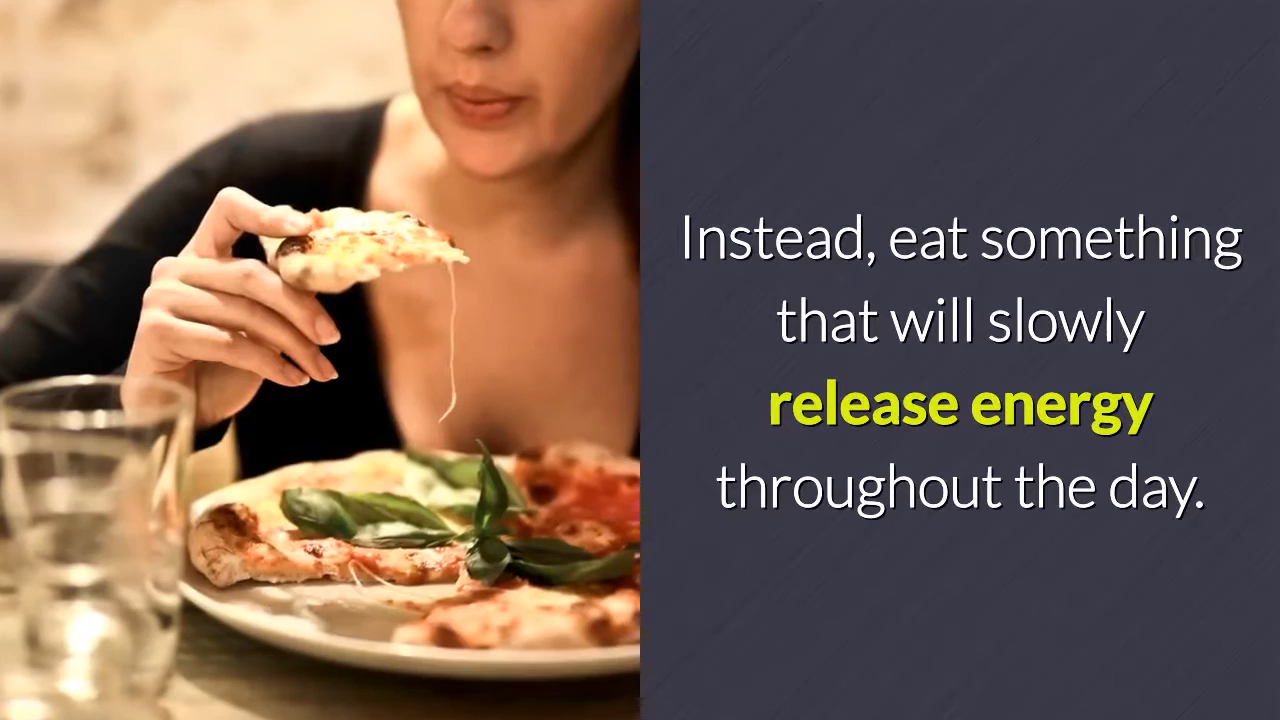 Instead, eat something
that will slowly
release energy
throughout the day.